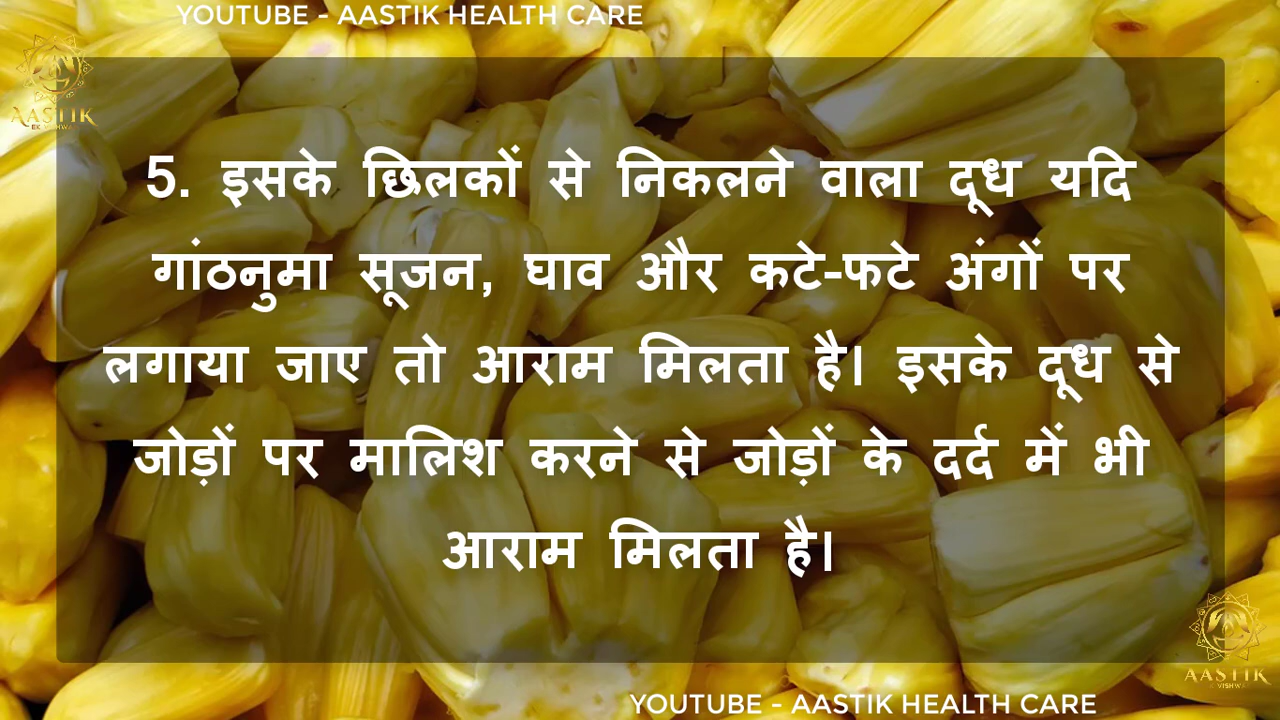 YOUTUBE - AASTIK HEALTH CARE
AASTIK
5. इसके छिलकों से निकलने वाला दूध यदि
गांठनुमा सूजन, घाव और कटे-फटे अंगों पर
लगाया जाए तो आराम मिलता है। इसके दूध से
जोड़ों पर मालिश करने से जोड़ों के दर्द में भी
आराम मिलता है।
AASTIK
YOUTUBE - AASTIK HEALTH CARE